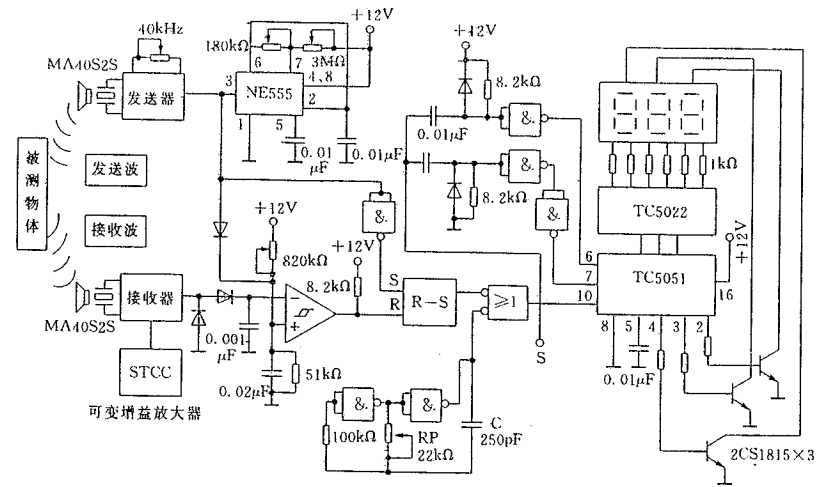 40kHz
MA40S2S
发送器
180kΩ
3MΩ
+12V
6
7
4、8
3
NE555
2
1
5
0.01
μF
0.01μF
被测物体
发送波
接收波
+12V
820kΩ
&.
+12V
8.2kΩ
S
R
R-S
≥1
MA40S2S
接收器
0.001
μF
−
+
STCC
可变增益放大器
0.02μF
51kΩ
&.
&.
100kΩ
RP
22kΩ
C
250pF
+12V
8.2kΩ
0.01μF
&.
&.
8.2kΩ
&.
S
1kΩ
TC5022
+12V
6
7
10
TC5051
16
8
5
4
3
2
0.01μF
2CS1815×3